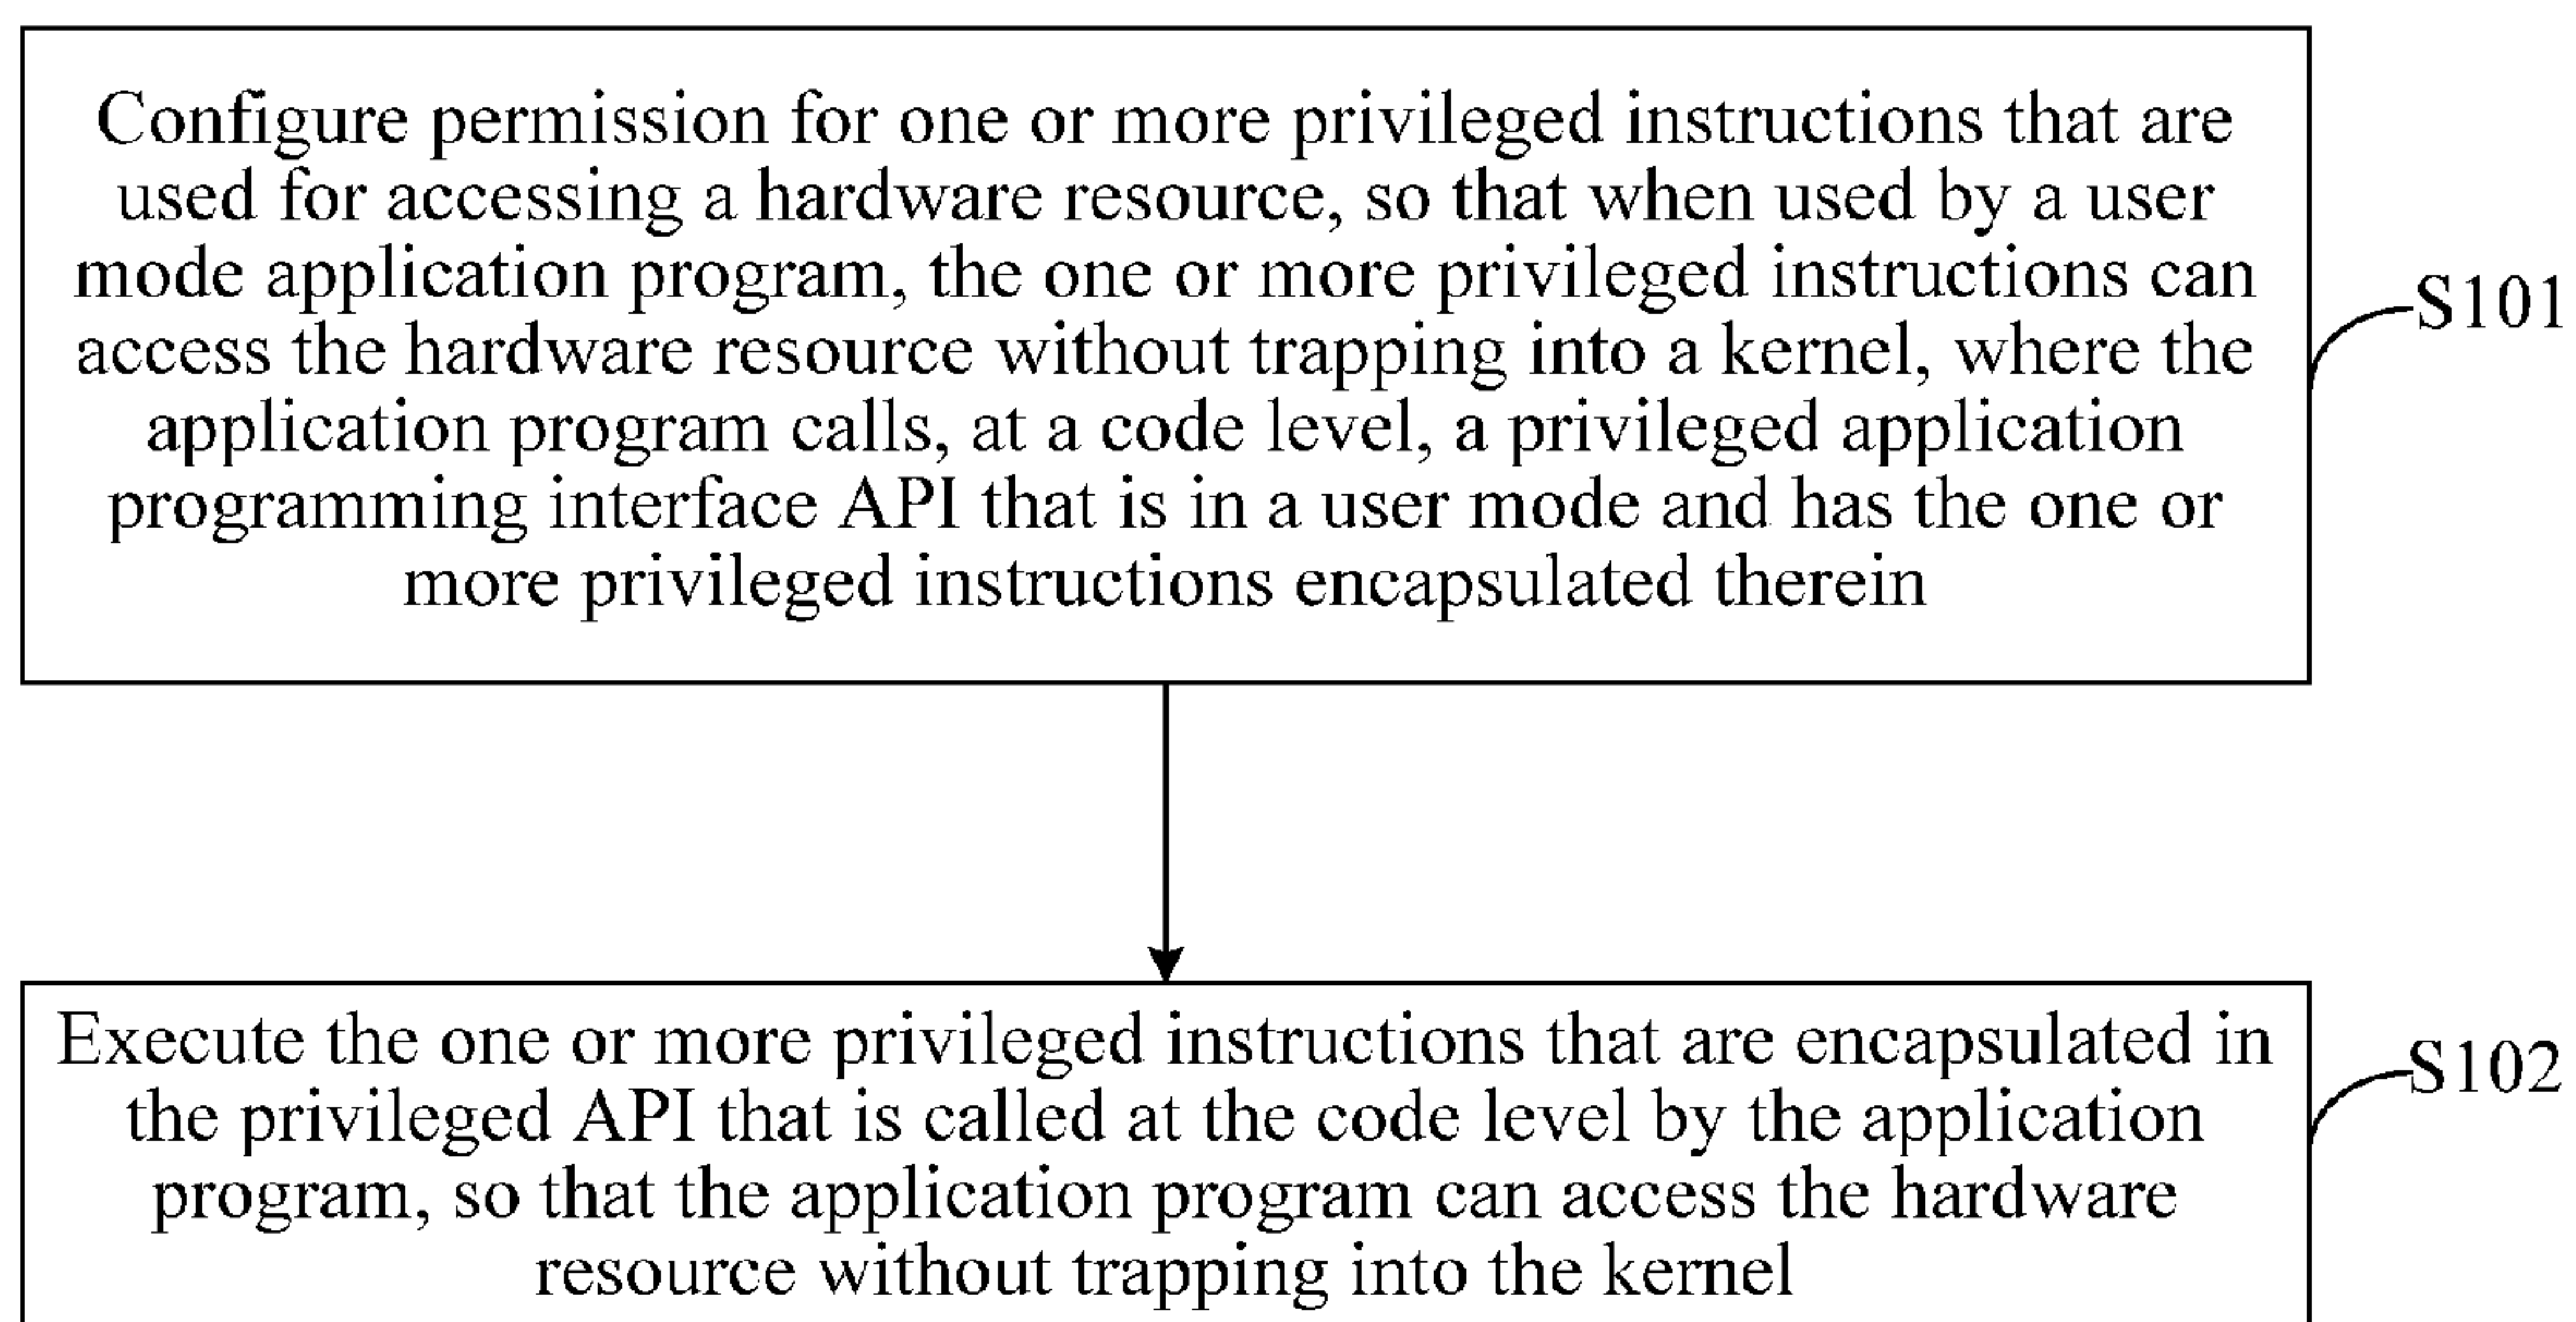 Configure permission for one or more privileged instructions that are
used for accessing a hardware resource, so that when used by a user
mode application program, the one or more privileged instructions can
access the hardware resource without trapping into a kernel, where the
application program calls, at a code level, a privileged application
programming interface API that is in a user mode and has the one or
more privileged instructions encapsulated therein
S101
Execute the one or more privileged instructions that are encapsulated in
the privileged API that is called at the code level by the application
program, so that the application program can access the hardware
resource without trapping into the kernel
S102